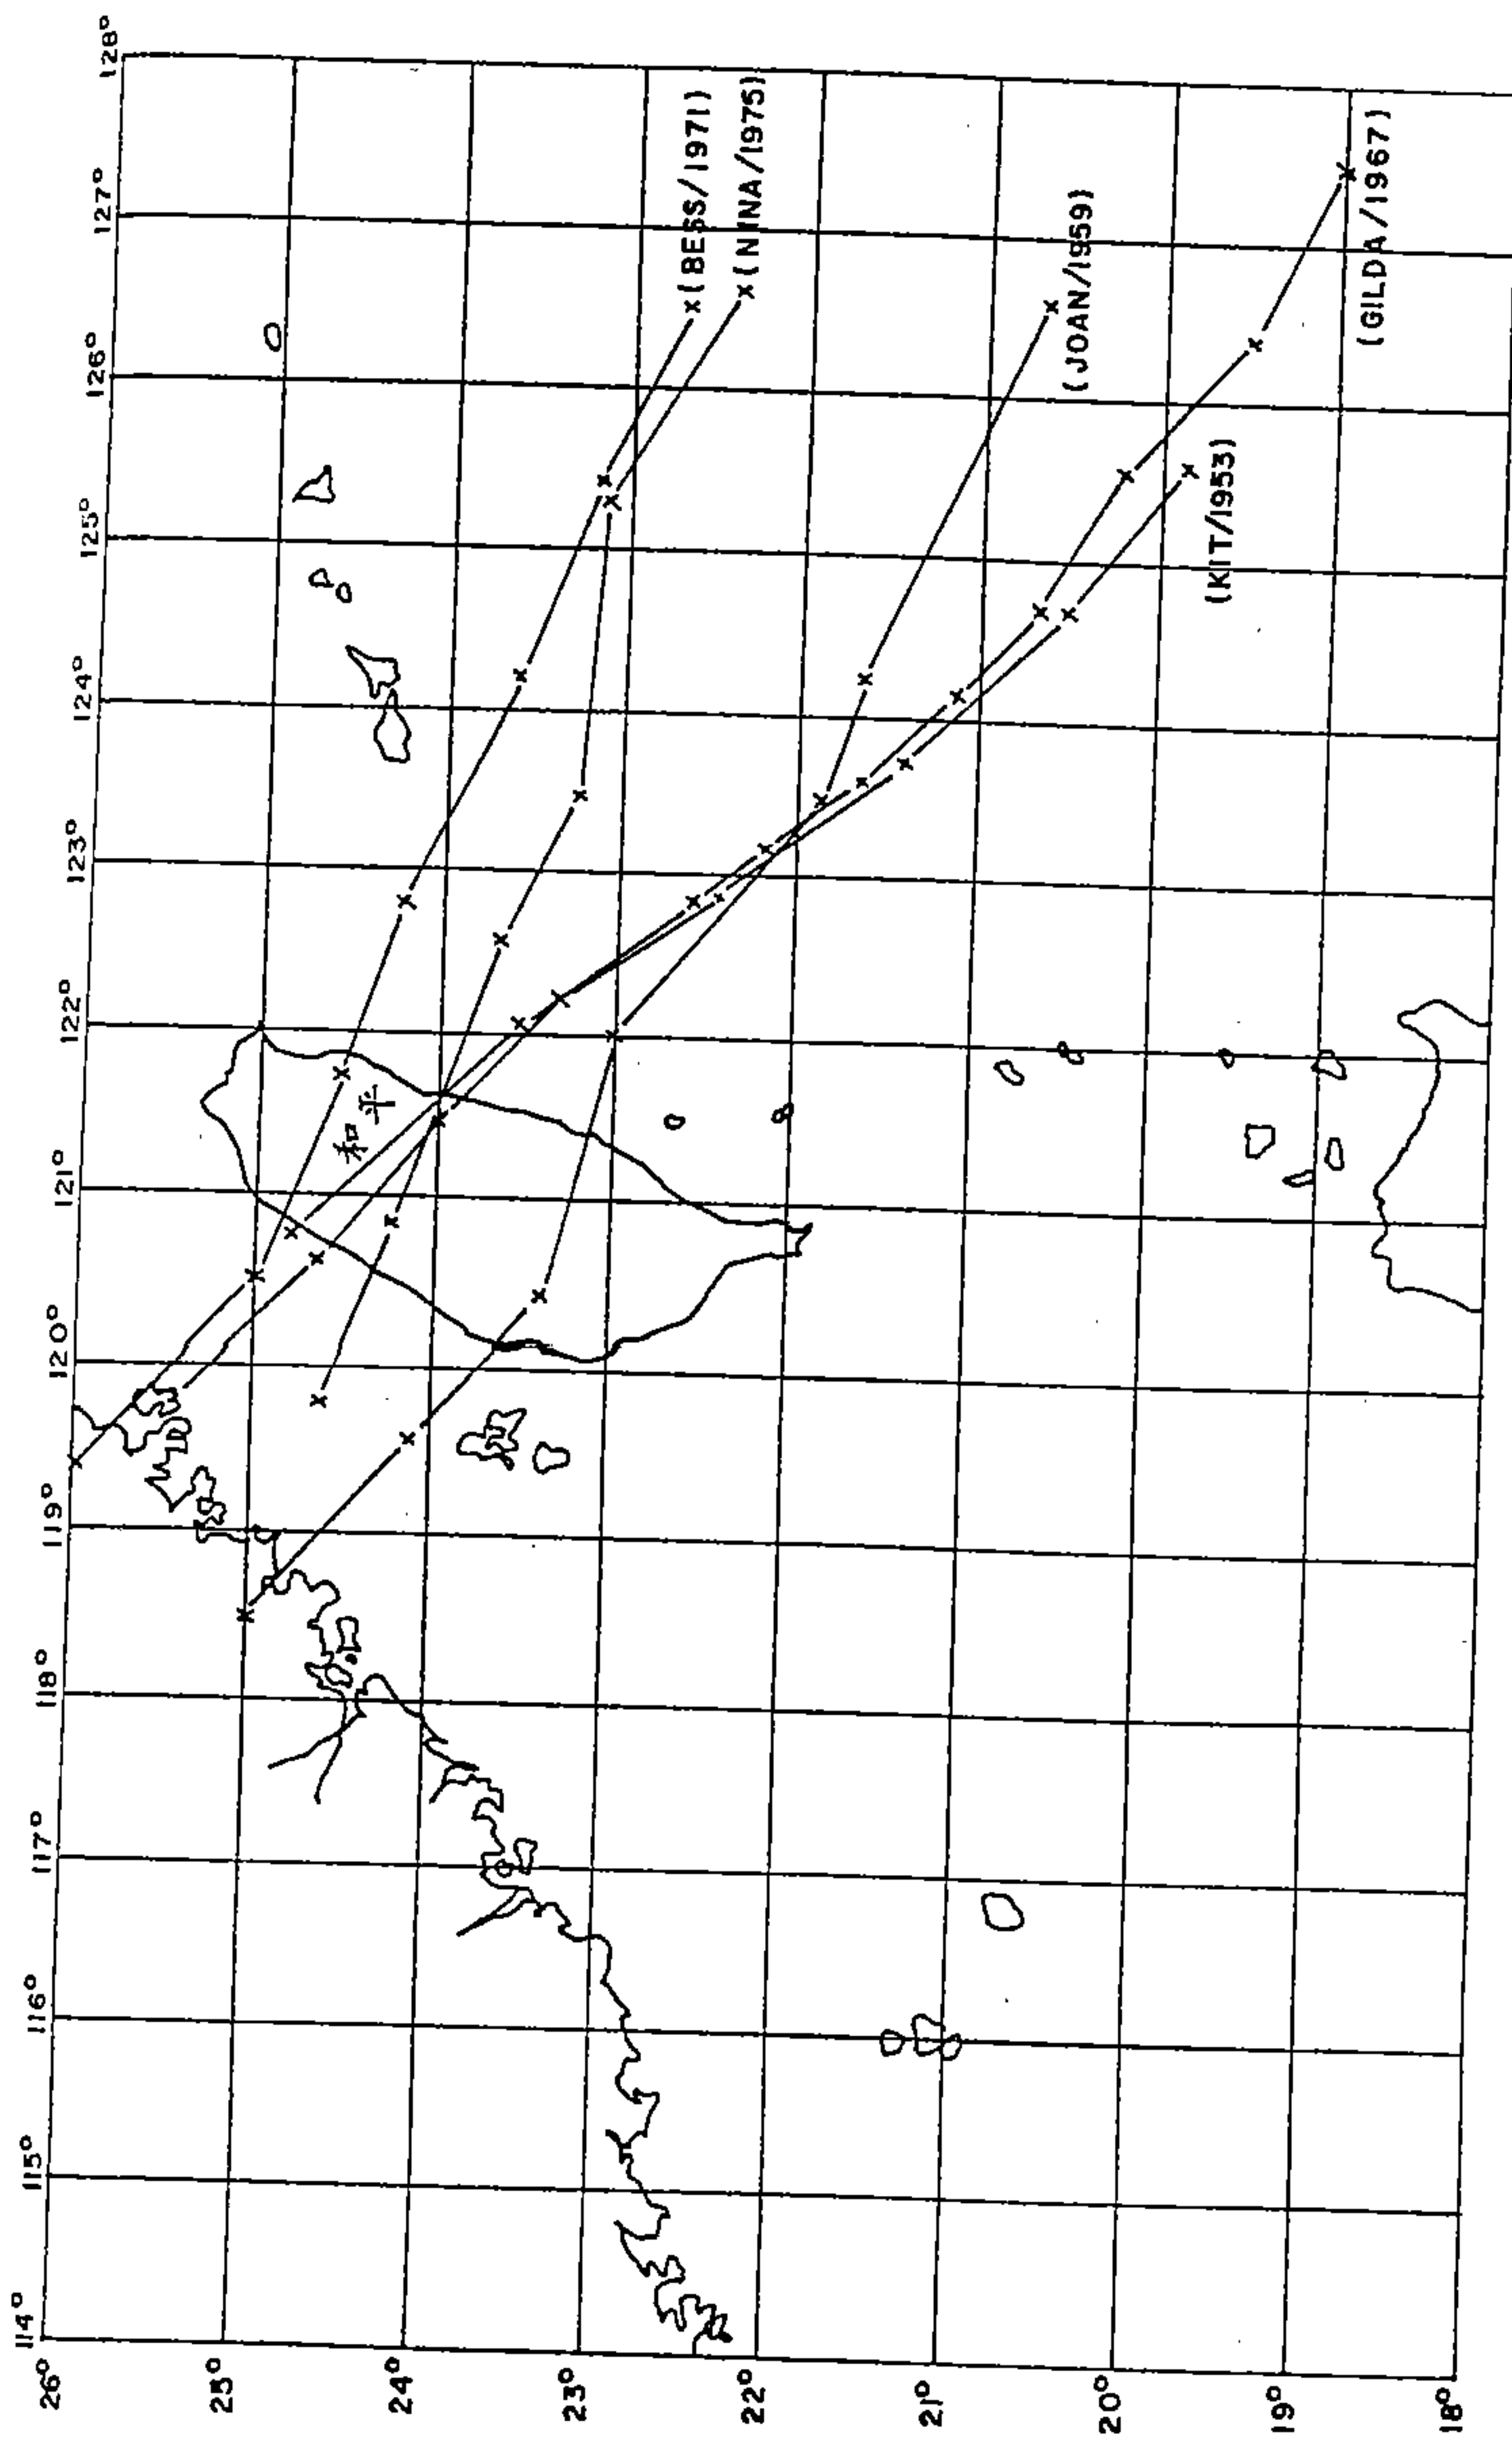 114° 115° 116° 117° 118° 119° 120° 121° 122° 123° 124° 125° 126° 127° 128°
26°
25°
24°
23°
22°
21°
20°
19°
18°
和平
(BESS/1971)
(NINA/1975)
(JOAN/1959)
(KIT/1953)
(GILDA/1967)